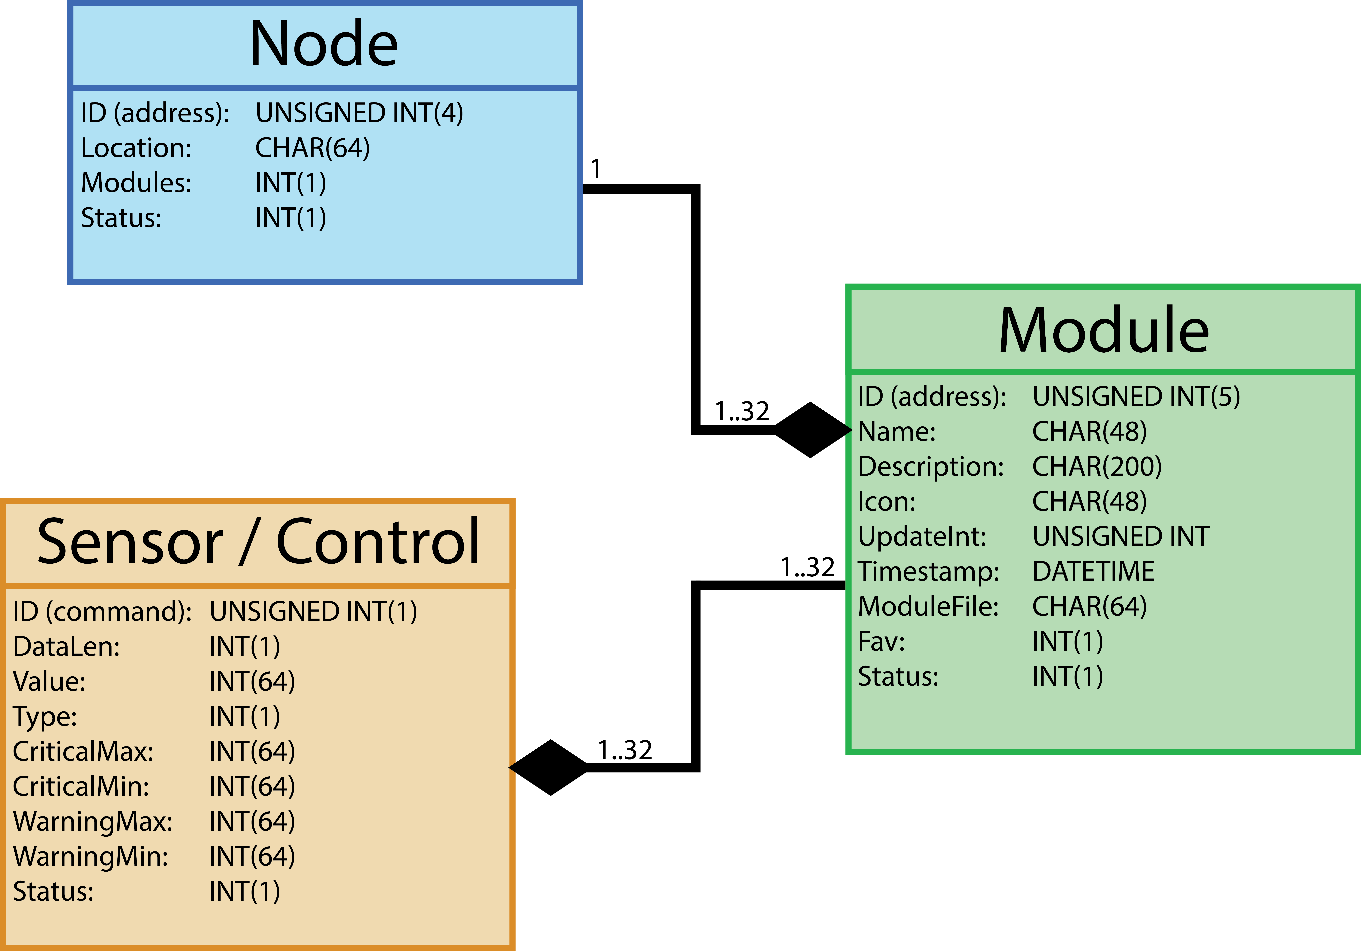 Node
ID (address): UNSIGNED INT(4)
Location: CHAR(64)
Modules: INT(1)
Status: INT(1)
1
1..32
Module
ID (address): UNSIGNED INT(5)
Name: CHAR(48)
Description: CHAR(200)
Icon: CHAR(48)
UpdateInt: UNSIGNED INT
Timestamp: DATETIME
ModuleFile: CHAR(64)
Fav: INT(1)
Status: INT(1)
1..32
1..32
Sensor / Control
ID (command): UNSIGNED INT(1)
DataLen: INT(1)
Value: INT(64)
Type: INT(1)
CriticalMax: INT(64)
CriticalMin: INT(64)
WarningMax: INT(64)
WarningMin: INT(64)
Status: INT(1)